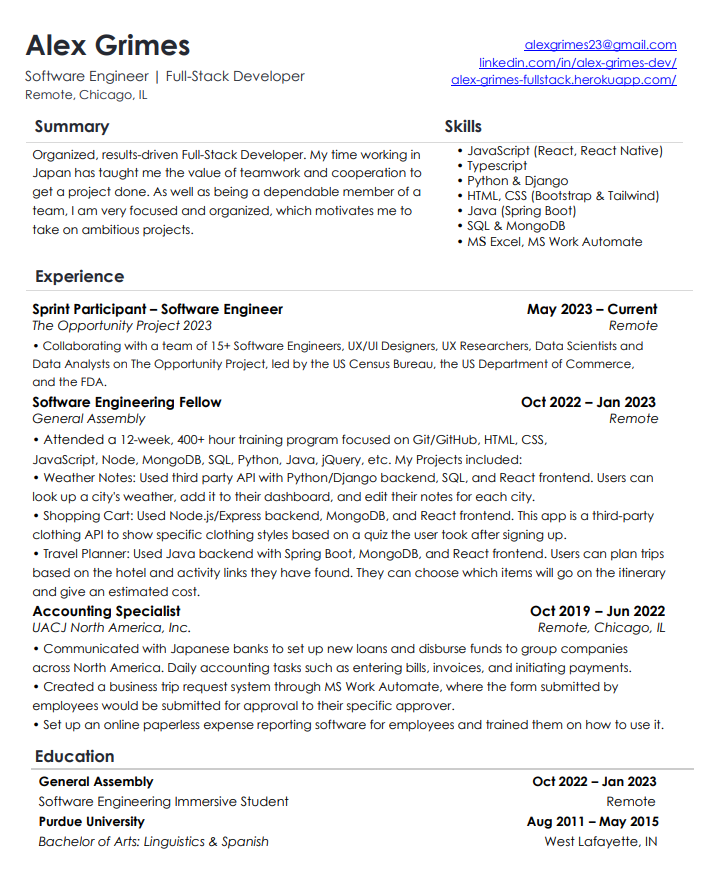 Alex Grimes
alexgrimes23@gmail.com
linkedin.com/in/alex-grimes-dev/
Software Engineer | Full-Stack Developer
alex-grimes-fullstack.herokuapp.com/
Remote, Chicago, IL
Summary
Organized, results-driven Full-Stack Developer. My time working in
Japan has taught me the value of teamwork and cooperation to
get a project done. As well as being a dependable member of a
team, I am very focused and organized, which motivates me to
take on ambitious projects.
Skills
• JavaScript (React, React Native)
• Typescript
• Python & Django
• HTML, CSS (Bootstrap & Tailwind)
• Java (Spring Boot)
• SQL & MongoDB
• MS Excel, MS Work Automate
Experience
Sprint Participant – Software Engineer May 2023 – Current
The Opportunity Project 2023 Remote
• Collaborating with a team of 15+ Software Engineers, UX/UI Designers, UX Researchers, Data Scientists and
Data Analysts on The Opportunity Project, led by the US Census Bureau, the US Department of Commerce,
and the FDA.
Software Engineering Fellow Oct 2022 – Jan 2023
General Assembly Remote
• Attended a 12-week, 400+ hour training program focused on Git/GitHub, HTML, CSS,
JavaScript, Node, MongoDB, SQL, Python, Java, jQuery, etc. My Projects included:
• Weather Notes: Used third party API with Python/Django backend, SQL, and React frontend. Users can
look up a city's weather, add it to their dashboard, and edit their notes for each city.
• Shopping Cart: Used Node.js/Express backend, MongoDB, and React frontend. This app is a third-party
clothing API to show specific clothing styles based on a quiz the user took after signing up.
• Travel Planner: Used Java backend with Spring Boot, MongoDB, and React frontend. Users can plan trips
based on the hotel and activity links they have found. They can choose which items will go on the itinerary
and give an estimated cost.
Accounting Specialist Oct 2019 – Jun 2022
UACJ North America, Inc. Remote, Chicago, IL
• Communicated with Japanese banks to set up new loans and disburse funds to group companies
across North America. Daily accounting tasks such as entering bills, invoices, and initiating payments.
• Created a business trip request system through MS Work Automate, where the form submitted by
employees would be submitted for approval to their specific approver.
• Set up an online paperless expense reporting software for employees and trained them on how to use it.
Education
General Assembly Oct 2022 – Jan 2023
Software Engineering Immersive Student Remote
Purdue University Aug 2011 – May 2015
Bachelor of Arts: Linguistics & Spanish West Lafayette, IN